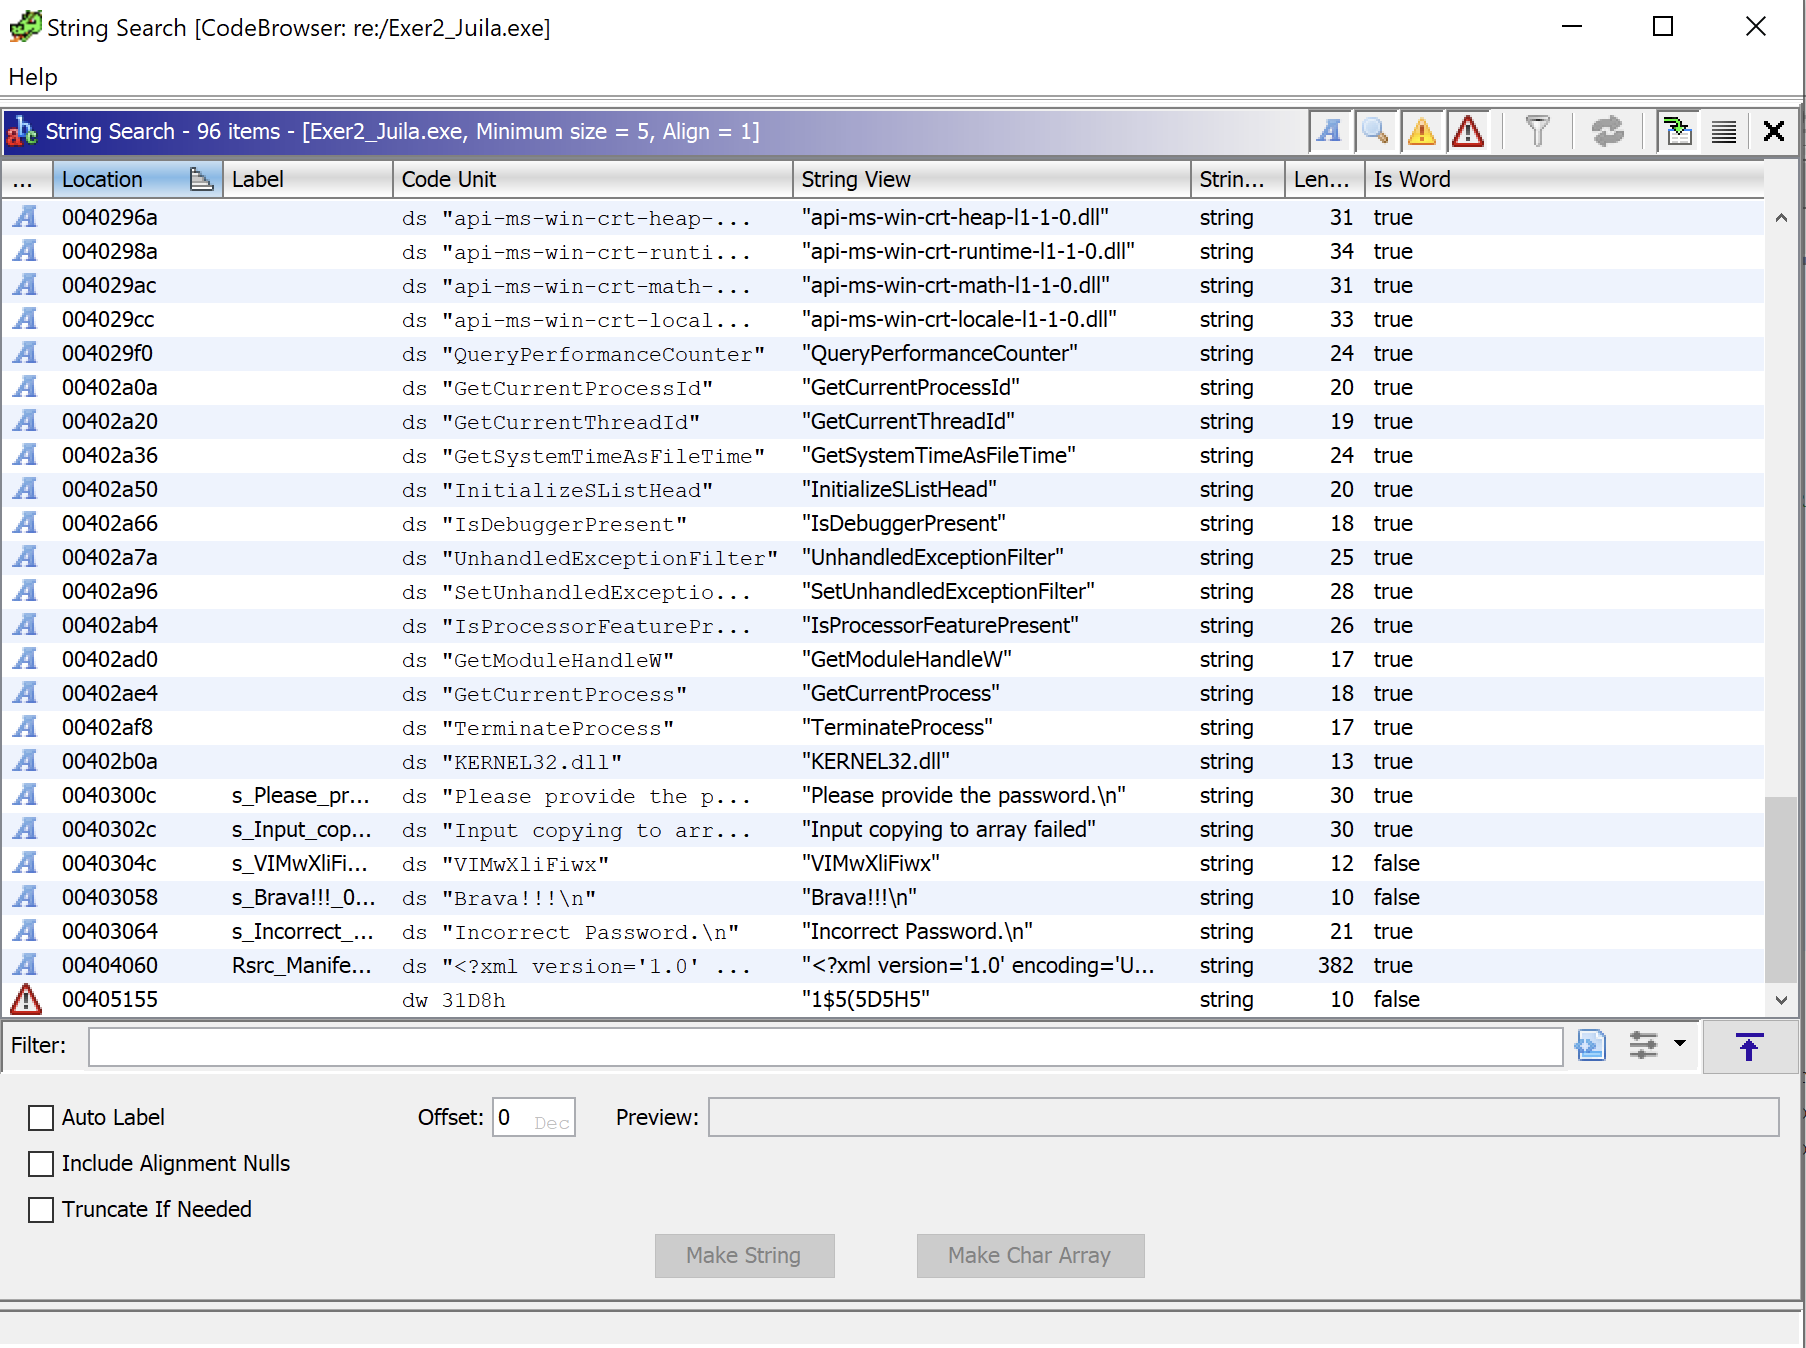 String Search [CodeBrowser: re:/Exer2_Juila.exe]
Help
String Search - 96 items - [Exer2_Juila.exe, Minimum size = 5, Align = 1]
... Location Label Code Unit String View Strin... Len... Is Word
0040296a ds "api-ms-win-crt-heap-... "api-ms-win-crt-heap-l1-1-0.dll" string 31 true
0040298a ds "api-ms-win-crt-runti... "api-ms-win-crt-runtime-l1-1-0.dll" string 34 true
004029ac ds "api-ms-win-crt-math-... "api-ms-win-crt-math-l1-1-0.dll" string 31 true
004029cc ds "api-ms-win-crt-local... "api-ms-win-crt-locale-l1-1-0.dll" string 33 true
004029f0 ds "QueryPerformanceCounter" "QueryPerformanceCounter" string 24 true
00402a0a ds "GetCurrentProcessId" "GetCurrentProcessId" string 20 true
00402a20 ds "GetCurrentThreadId" "GetCurrentThreadId" string 19 true
00402a36 ds "GetSystemTimeAsFileTime" "GetSystemTimeAsFileTime" string 24 true
00402a50 ds "InitializeSListHead" "InitializeSListHead" string 20 true
00402a66 ds "IsDebuggerPresent" "IsDebuggerPresent" string 18 true
00402a7a ds "UnhandledExceptionFilter" "UnhandledExceptionFilter" string 25 true
00402a96 ds "SetUnhandledExceptio... "SetUnhandledExceptionFilter" string 28 true
00402ab4 ds "IsProcessorFeaturePr... "IsProcessorFeaturePresent" string 26 true
00402ad0 ds "GetModuleHandleW" "GetModuleHandleW" string 17 true
00402ae4 ds "GetCurrentProcess" "GetCurrentProcess" string 18 true
00402af8 ds "TerminateProcess" "TerminateProcess" string 17 true
00402b0a ds "KERNEL32.dll" "KERNEL32.dll" string 13 true
0040300c s_Please_pr... ds "Please provide the p... "Please provide the password.\n" string 30 true
0040302c s_Input_cop... ds "Input copying to arr... "Input copying to array failed" string 30 true
0040304c s_VIMwXliFi... ds "VIMwXliFiwx" "VIMwXliFiwx" string 12 false
00403058 s_Brava!!!_0... ds "Brava!!!\n" "Brava!!!\n" string 10 false
00403064 s_Incorrect_... ds "Incorrect Password.\n" "Incorrect Password.\n" string 21 true
00404060 Rsrc_Manife... ds "<?xml version='1.0' ... "<?xml version='1.0' encoding='U... string 382 true
00405155 dw 31D8h "1$5(5D5H5" string 10 false
Filter:
Auto Label Offset: 0 Dec Preview:
Include Alignment Nulls
Truncate If Needed
Make String Make Char Array